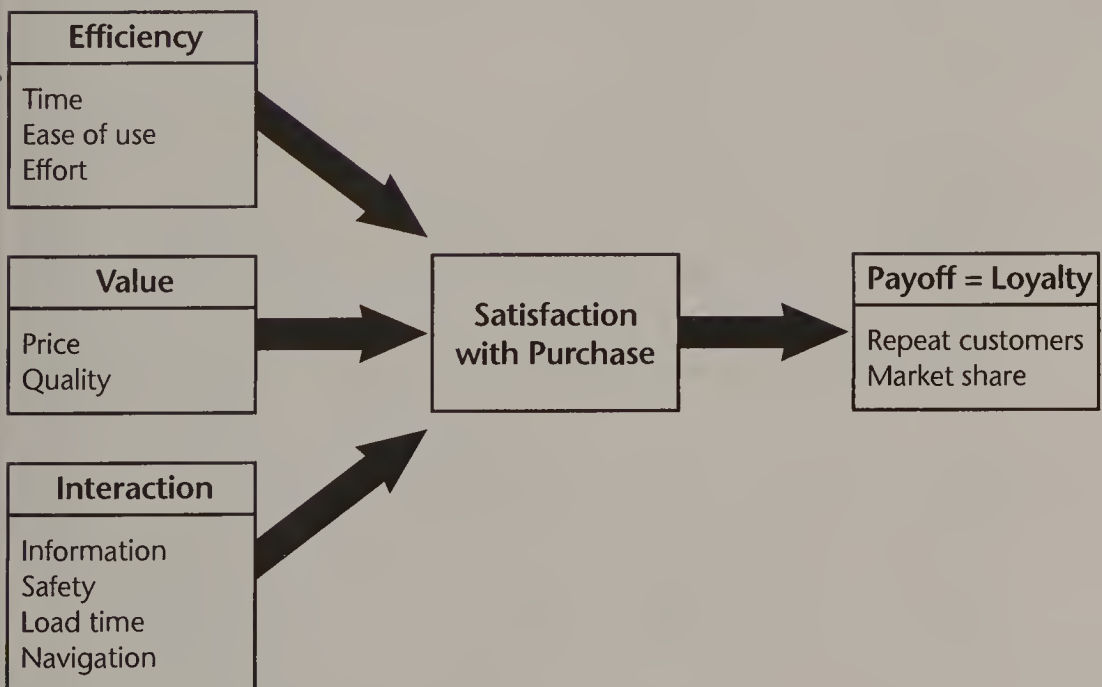 Efficiency
Time
Ease of use
Effort
Value
Price
Quality
Interaction
Information
Safety
Load time
Navigation
Satisfaction
with Purchase
Payoff = Loyalty
Repeat customers
Market share